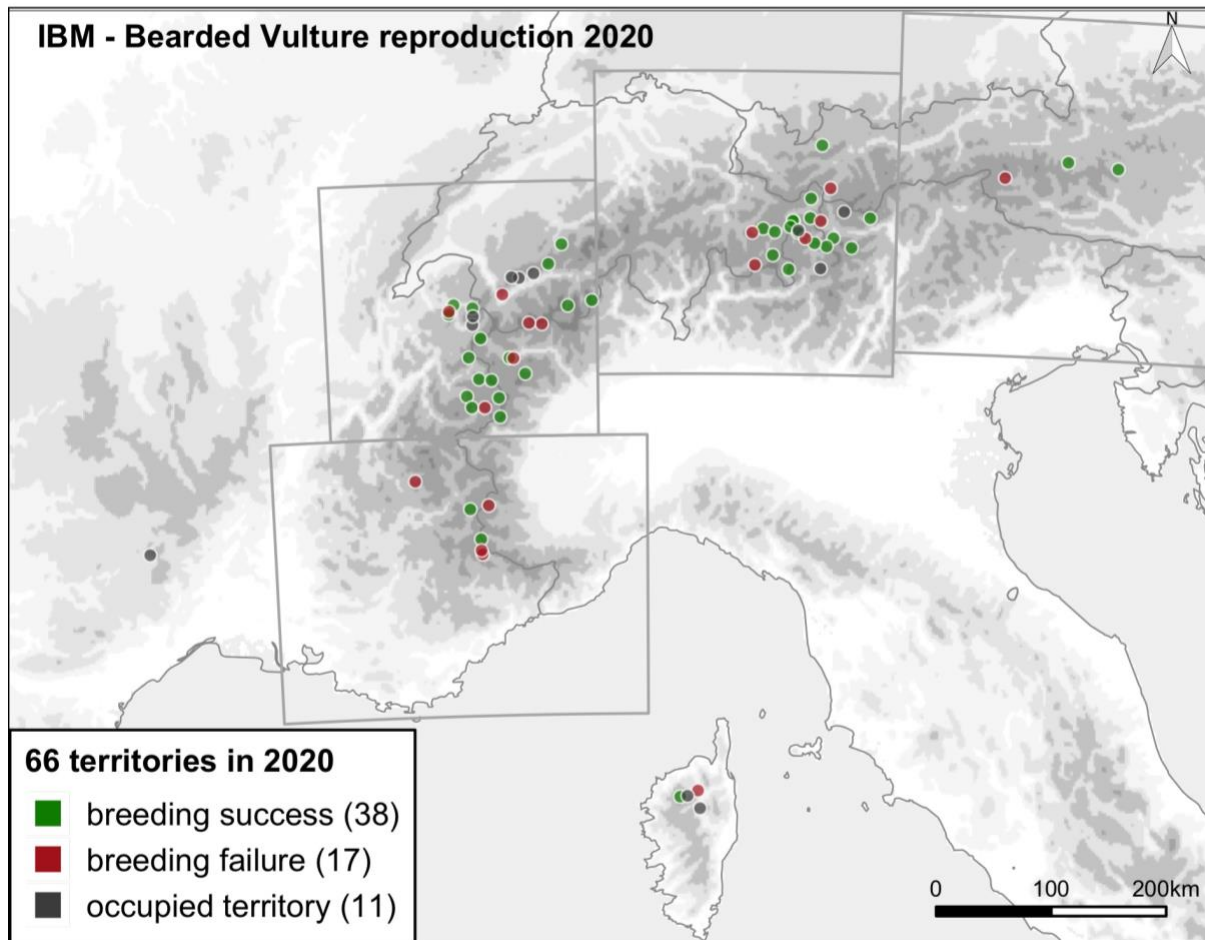 IBM - Bearded Vulture reproduction 2020
N
66 territories in 2020
breeding success (38)
breeding failure (17)
occupied territory (11)
0 100 200km